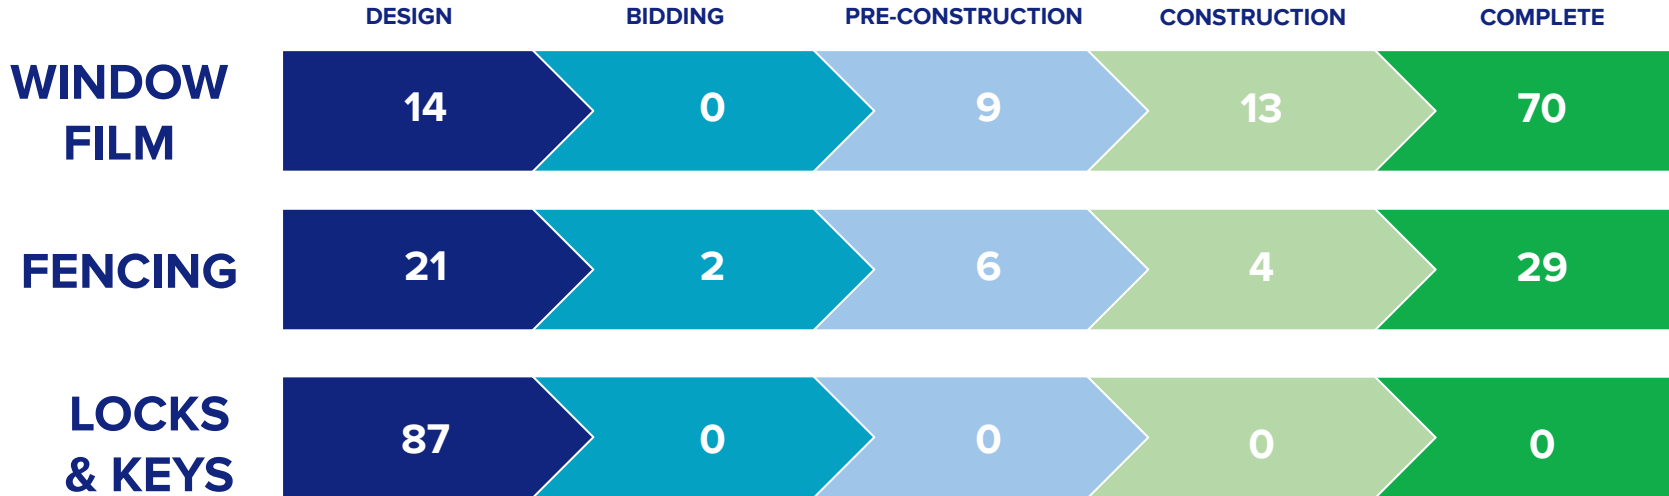 DESIGN BIDDING PRE-CONSTRUCTION CONSTRUCTION COMPLETE
WINDOW
FILM
14 0 9 13 70
FENCING
21 2 6 4 29
LOCKS
& KEYS
87 0 0 0 0